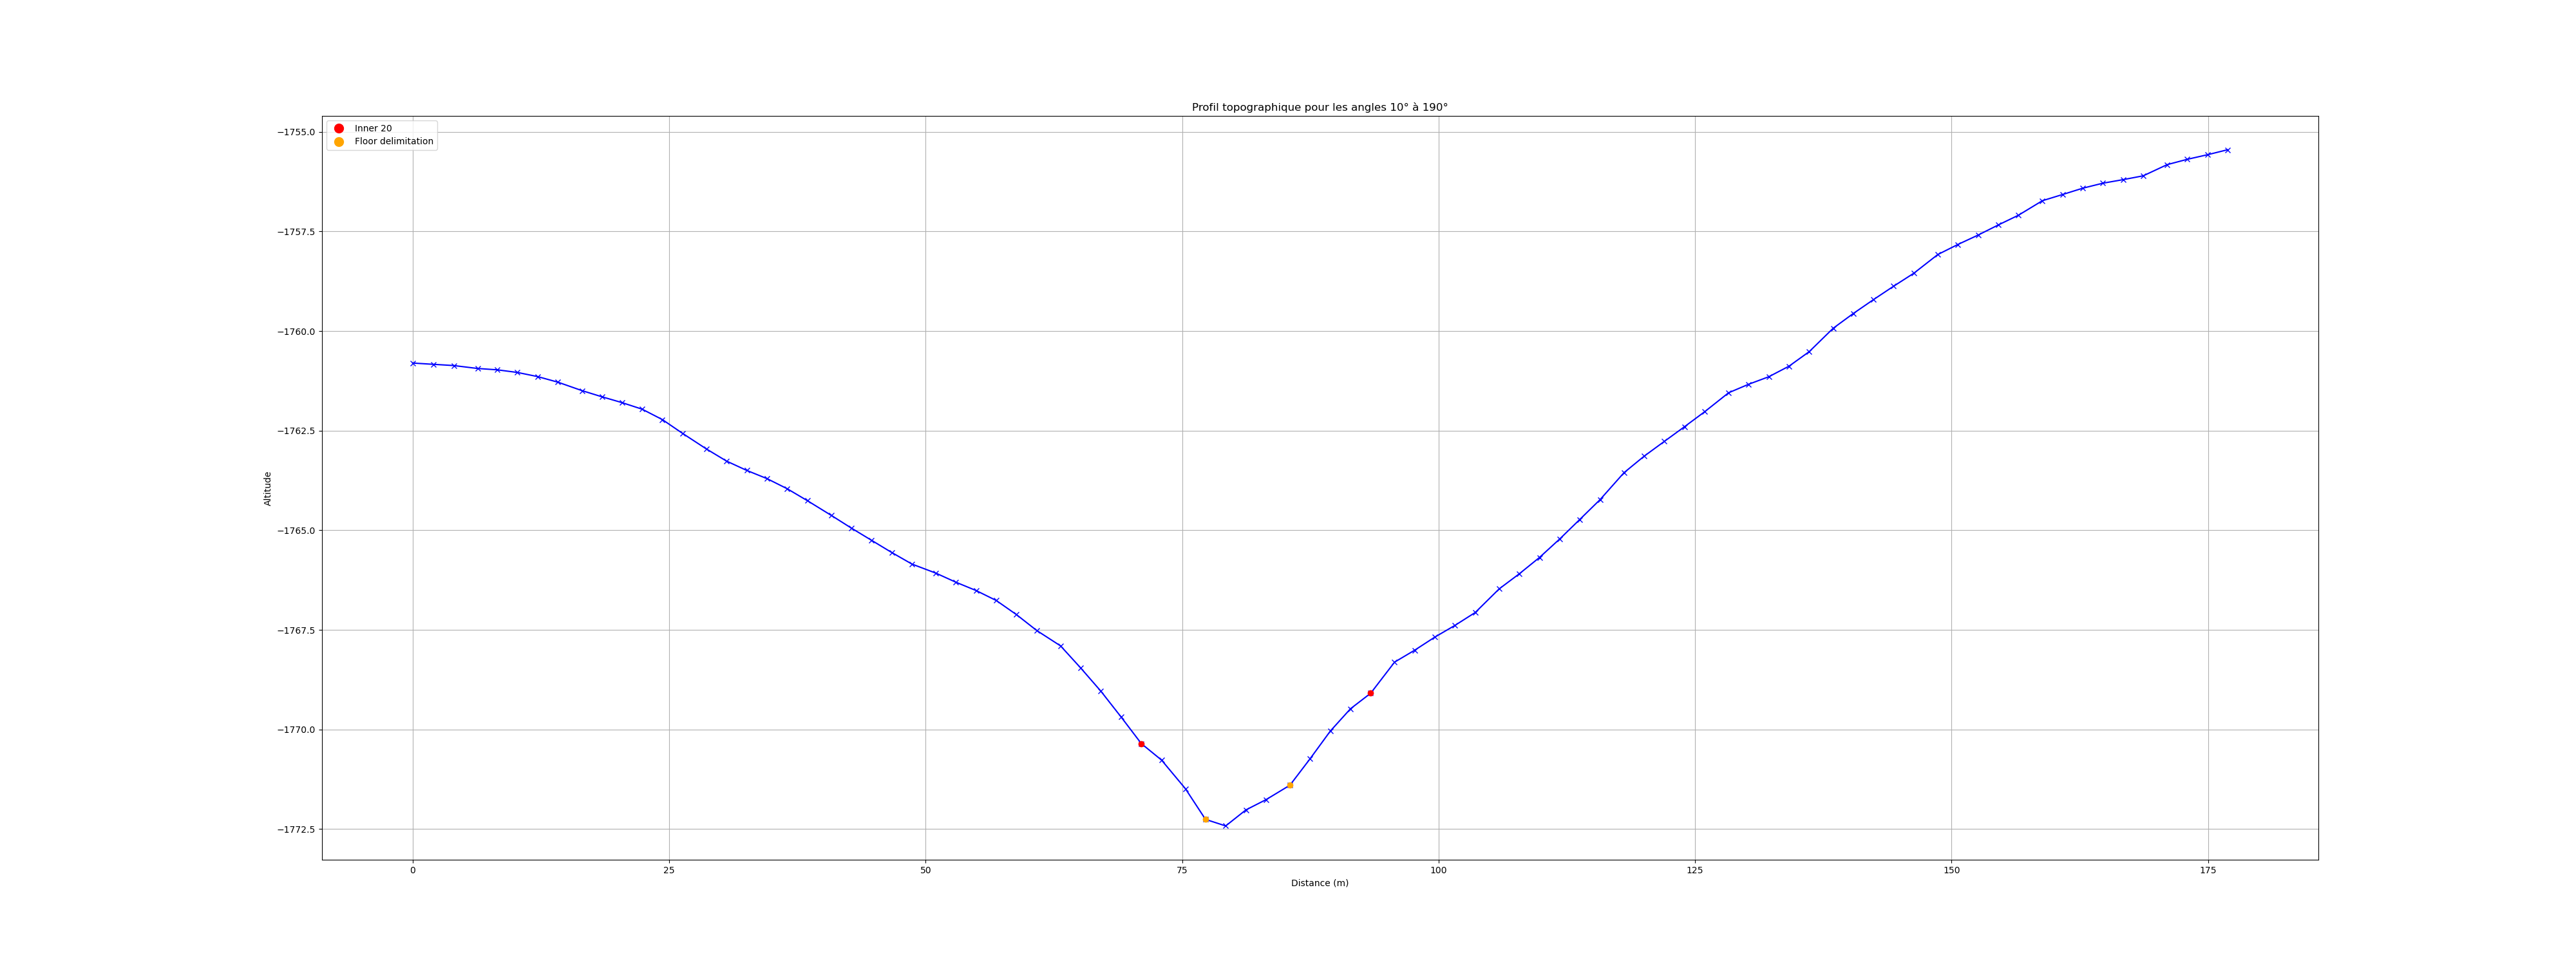 Profil topographique pour les angles 10° à 190°
Inner 20
Floor delimitation
−1755.0
−1757.5
−1760.0
−1762.5
−1765.0
−1767.5
−1770.0
−1772.5
Altitude
0 25 50 75 100 125 150 175
Distance (m)